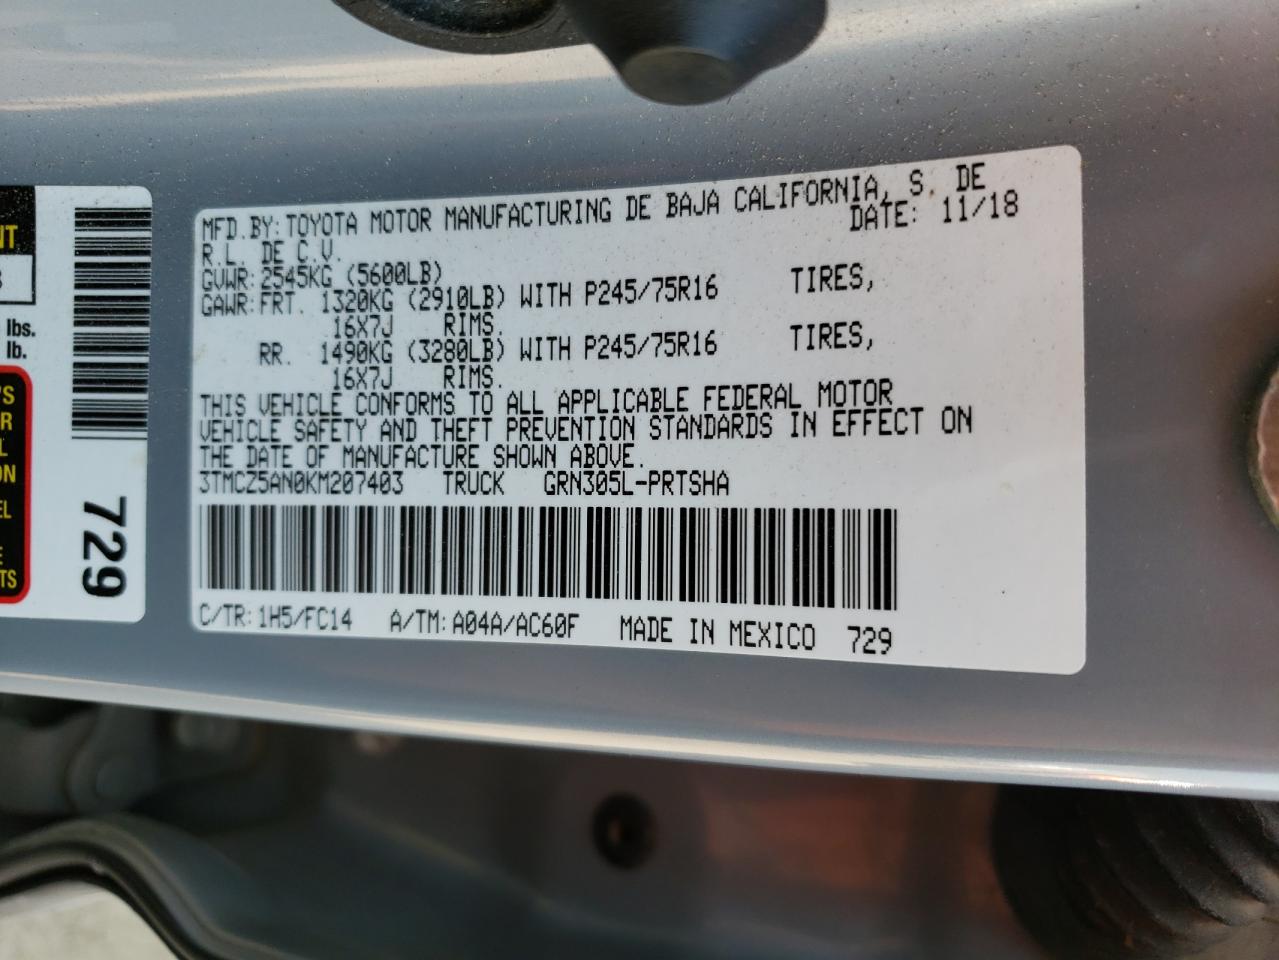 MFD.BY: TOYOTA MOTOR MANUFACTURING DE BAJA CALIFORNIA, S. DE
R.L. DE C.V. DATE: 11/18
GVWR: 2545KG (5600LB)
GAWR: FRT. 1320KG (2910LB) WITH P245/75R16 TIRES,
16X7J RIMS.
RR. 1490KG (3280LB) WITH P245/75R16 TIRES,
16X7J RIMS.
THIS VEHICLE CONFORMS TO ALL APPLICABLE FEDERAL MOTOR
VEHICLE SAFETY AND THEFT PREVENTION STANDARDS IN EFFECT ON
THE DATE OF MANUFACTURE SHOWN ABOVE.
3TMCZ5AN0KM207403 TRUCK GRN305L-PRTSHA
C/TR: 1H5/FC14 A/TM: A04A/AC60F MADE IN MEXICO 729
lbs.
lb.
729